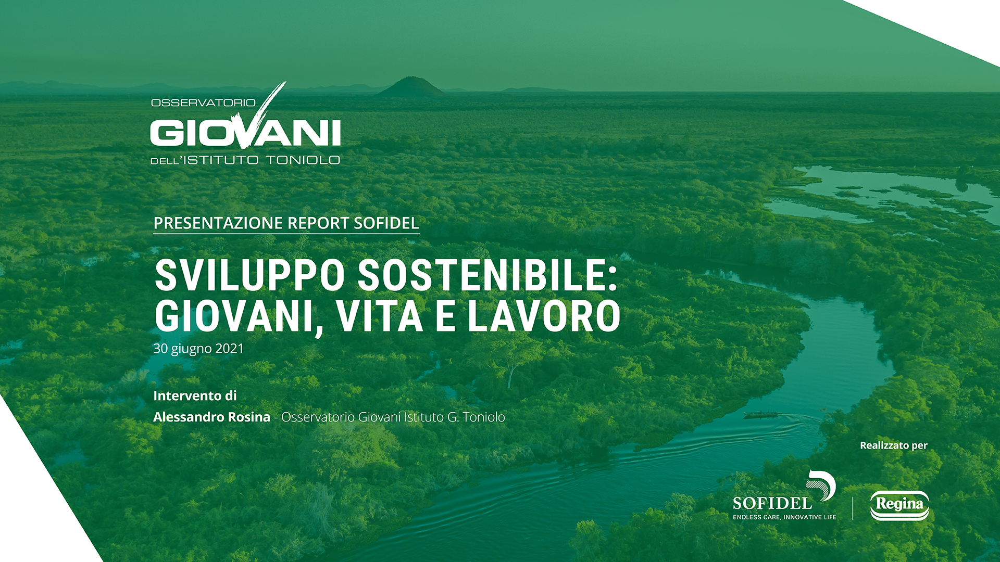 OSSERVATORIO
GIOVANI
DELL'ISTITUTO TONIOLO
PRESENTAZIONE REPORT SOFIDEL
SVILUPPO SOSTENIBILE:
GIOVANI, VITA E LAVORO
30 giugno 2021
Intervento di
Alessandro Rosina - Osservatorio Giovani Istituto G. Toniolo
Realizzato per
SOFIDEL
ENDLESS CARE, INNOVATIVE LIFE
Regina